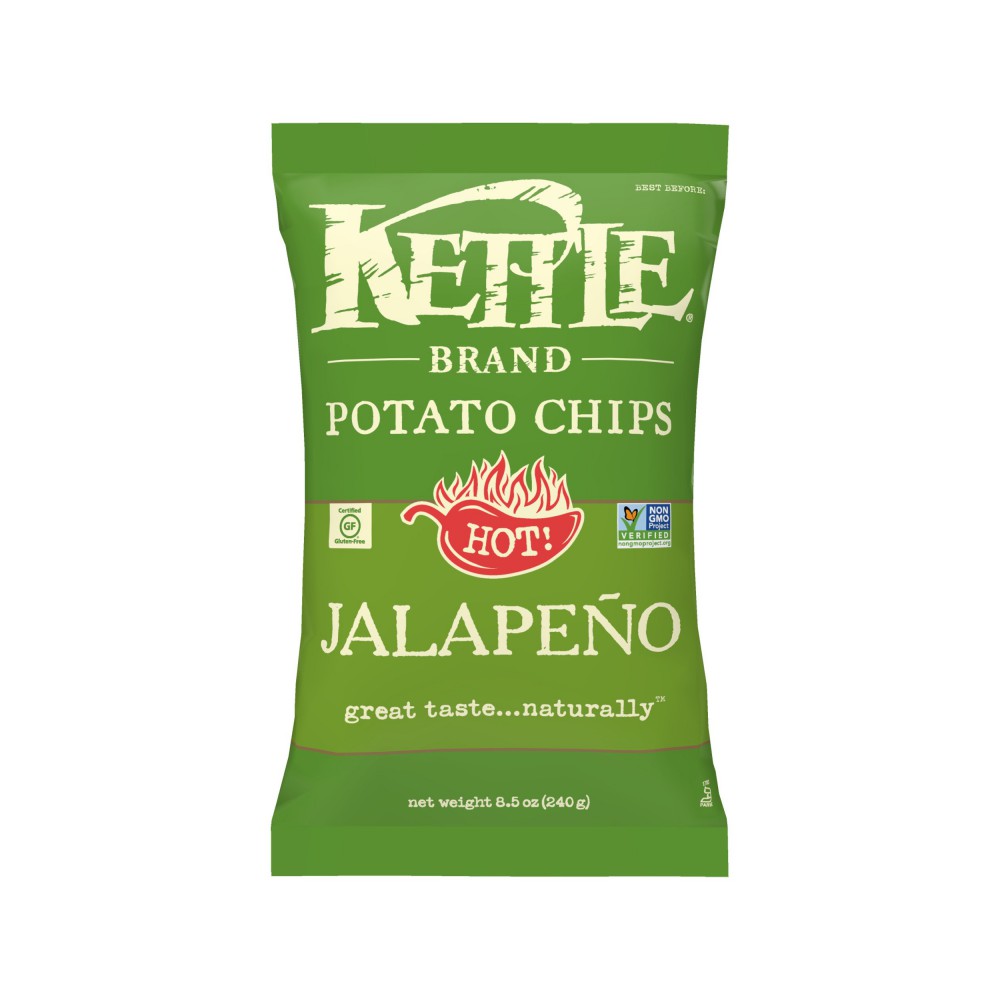 BEST BEFORE:
KETTLE®
BRAND
POTATO CHIPS
HOT!
Certified
GF
Gluten-Free
NON
GMO
Project
VERIFIED
nongmoproject.org
JALAPEÑO
great taste...naturally™
net weight 8.5 oz (240 g)